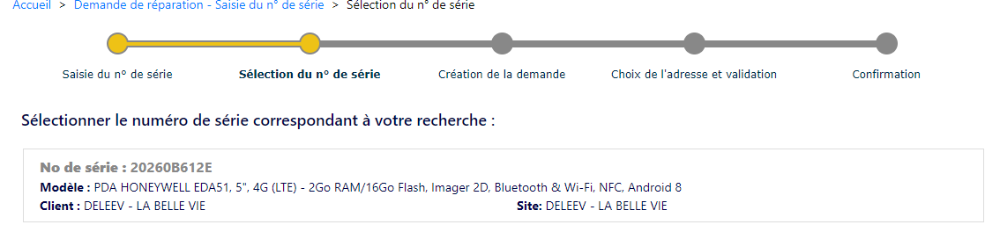 Accueil > Demande de réparation - Saisie du n° de série > Sélection du n° de série
Saisie du n° de série Sélection du n° de série Création de la demande Choix de l'adresse et validation Confirmation
Sélectionner le numéro de série correspondant à votre recherche :
No de série : 20260B612E
Modèle : PDA HONEYWELL EDA51, 5", 4G (LTE) - 2Go RAM/16Go Flash, Imager 2D, Bluetooth & Wi-Fi, NFC, Android 8
Client : DELEEV - LA BELLE VIE Site: DELEEV - LA BELLE VIE